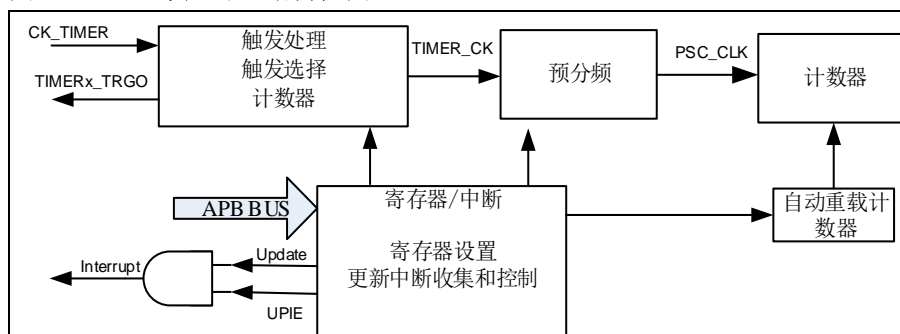 CK_TIMER
TIMERx_TRGO
触发处理
触发选择
计数器
TIMER_CK
预分频
PSC_CLK
计数器
APB BUS
寄存器/中断
寄存器设置
更新中断收集和控制
自动重载计
数器
Interrupt
Update
UPIE